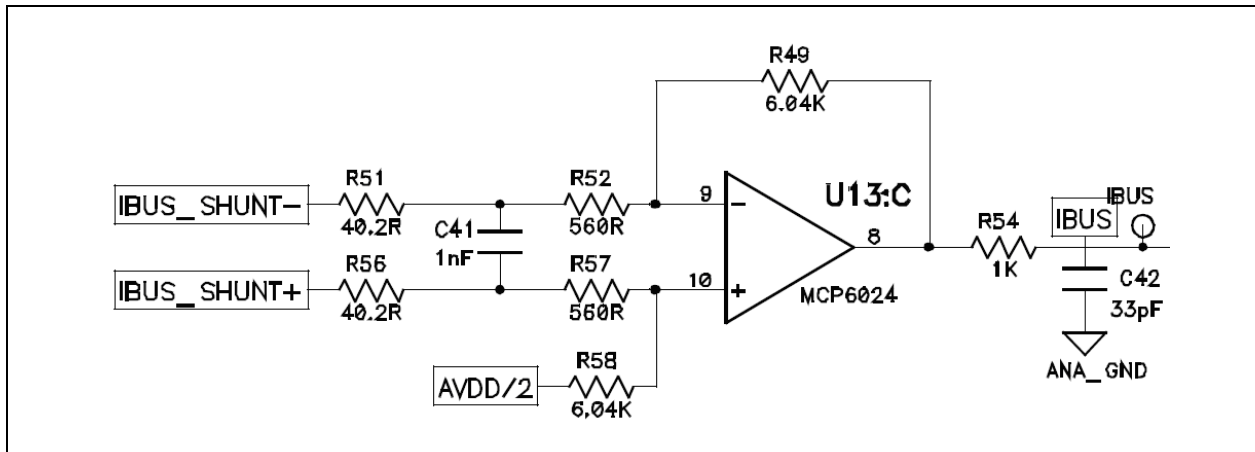 R49
6.04K
IBUS_SHUNT-
R51
40.2R
C41
1nF
R52
560R
9
-
U13:C
8
R54
1K
IBUS
IBUS
IBUS_SHUNT+
R56
40.2R
R57
560R
10
+
MCP6024
C42
33pF
ANA_GND
AVDD/2
R58
6.04K